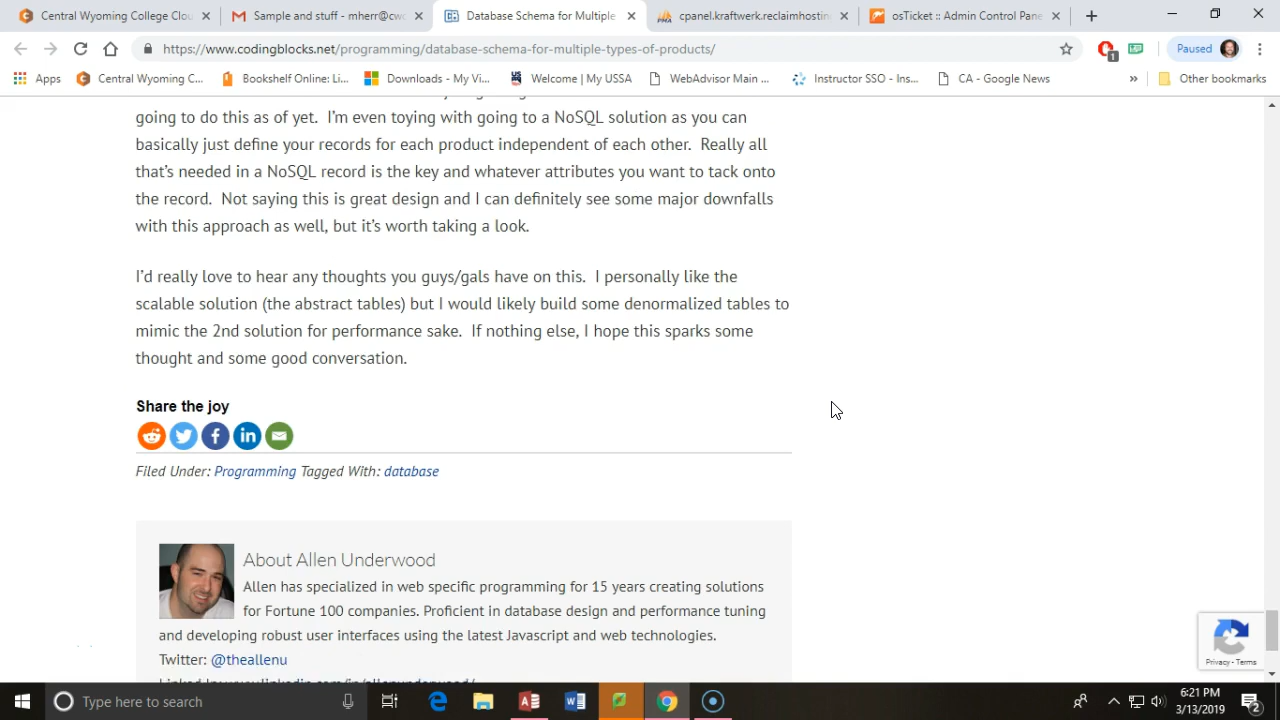 Central Wyoming College Clou
Sample and stuff - mherr@cwc
Database Schema for Multiple
cpanel.kraftwerk.reclaimhosting
osTicket :: Admin Control Pane
https://www.codingblocks.net/programming/database-schema-for-multiple-types-of-products/
1
Paused
Apps
Central Wyoming C...
Bookshelf Online: Li...
Downloads - My Vi...
Welcome | My USSA
WebAdvisor Main ...
Instructor SSO - Ins...
CA - Google News
»
Other bookmarks
going to do this as of yet.  I'm even toying with going to a NoSQL solution as you can
basically just define your records for each product independent of each other.  Really all
that's needed in a NoSQL record is the key and whatever attributes you want to tack onto
the record.  Not saying this is great design and I can definitely see some major downfalls
with this approach as well, but it's worth taking a look.
I'd really love to hear any thoughts you guys/gals have on this.  I personally like the
scalable solution (the abstract tables) but I would likely build some denormalized tables to
mimic the 2nd solution for performance sake.  If nothing else, I hope this sparks some
thought and some good conversation.
Share the joy
Filed Under: Programming Tagged With: database
About Allen Underwood
Allen has specialized in web specific programming for 15 years creating solutions
for Fortune 100 companies. Proficient in database design and performance tuning
and developing robust user interfaces using the latest Javascript and web technologies.
Twitter: @theallenu
Privacy - Terms
Type here to search
6:21 PM
3/13/2019
2